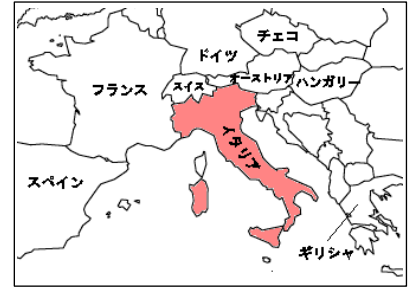 チェコ
ドイツ
オーストリア
ハンガリー
スイス
フランス
イタリア
スペイン
ギリシャ